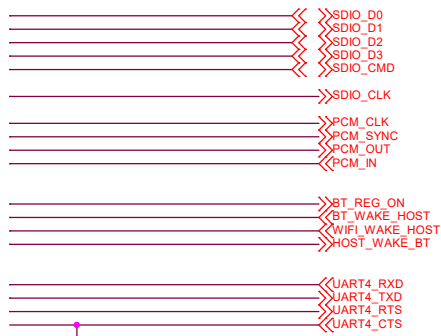 SDIO_D0
SDIO_D1
SDIO_D2
SDIO_D3
SDIO_CMD
SDIO_CLK
PCM_CLK
PCM_SYNC
PCM_OUT
PCM_IN
BT_REG_ON
BT_WAKE_HOST
WIFI_WAKE_HOST
HOST_WAKE_BT
UART4_RXD
UART4_TXD
UART4_RTS
UART4_CTS